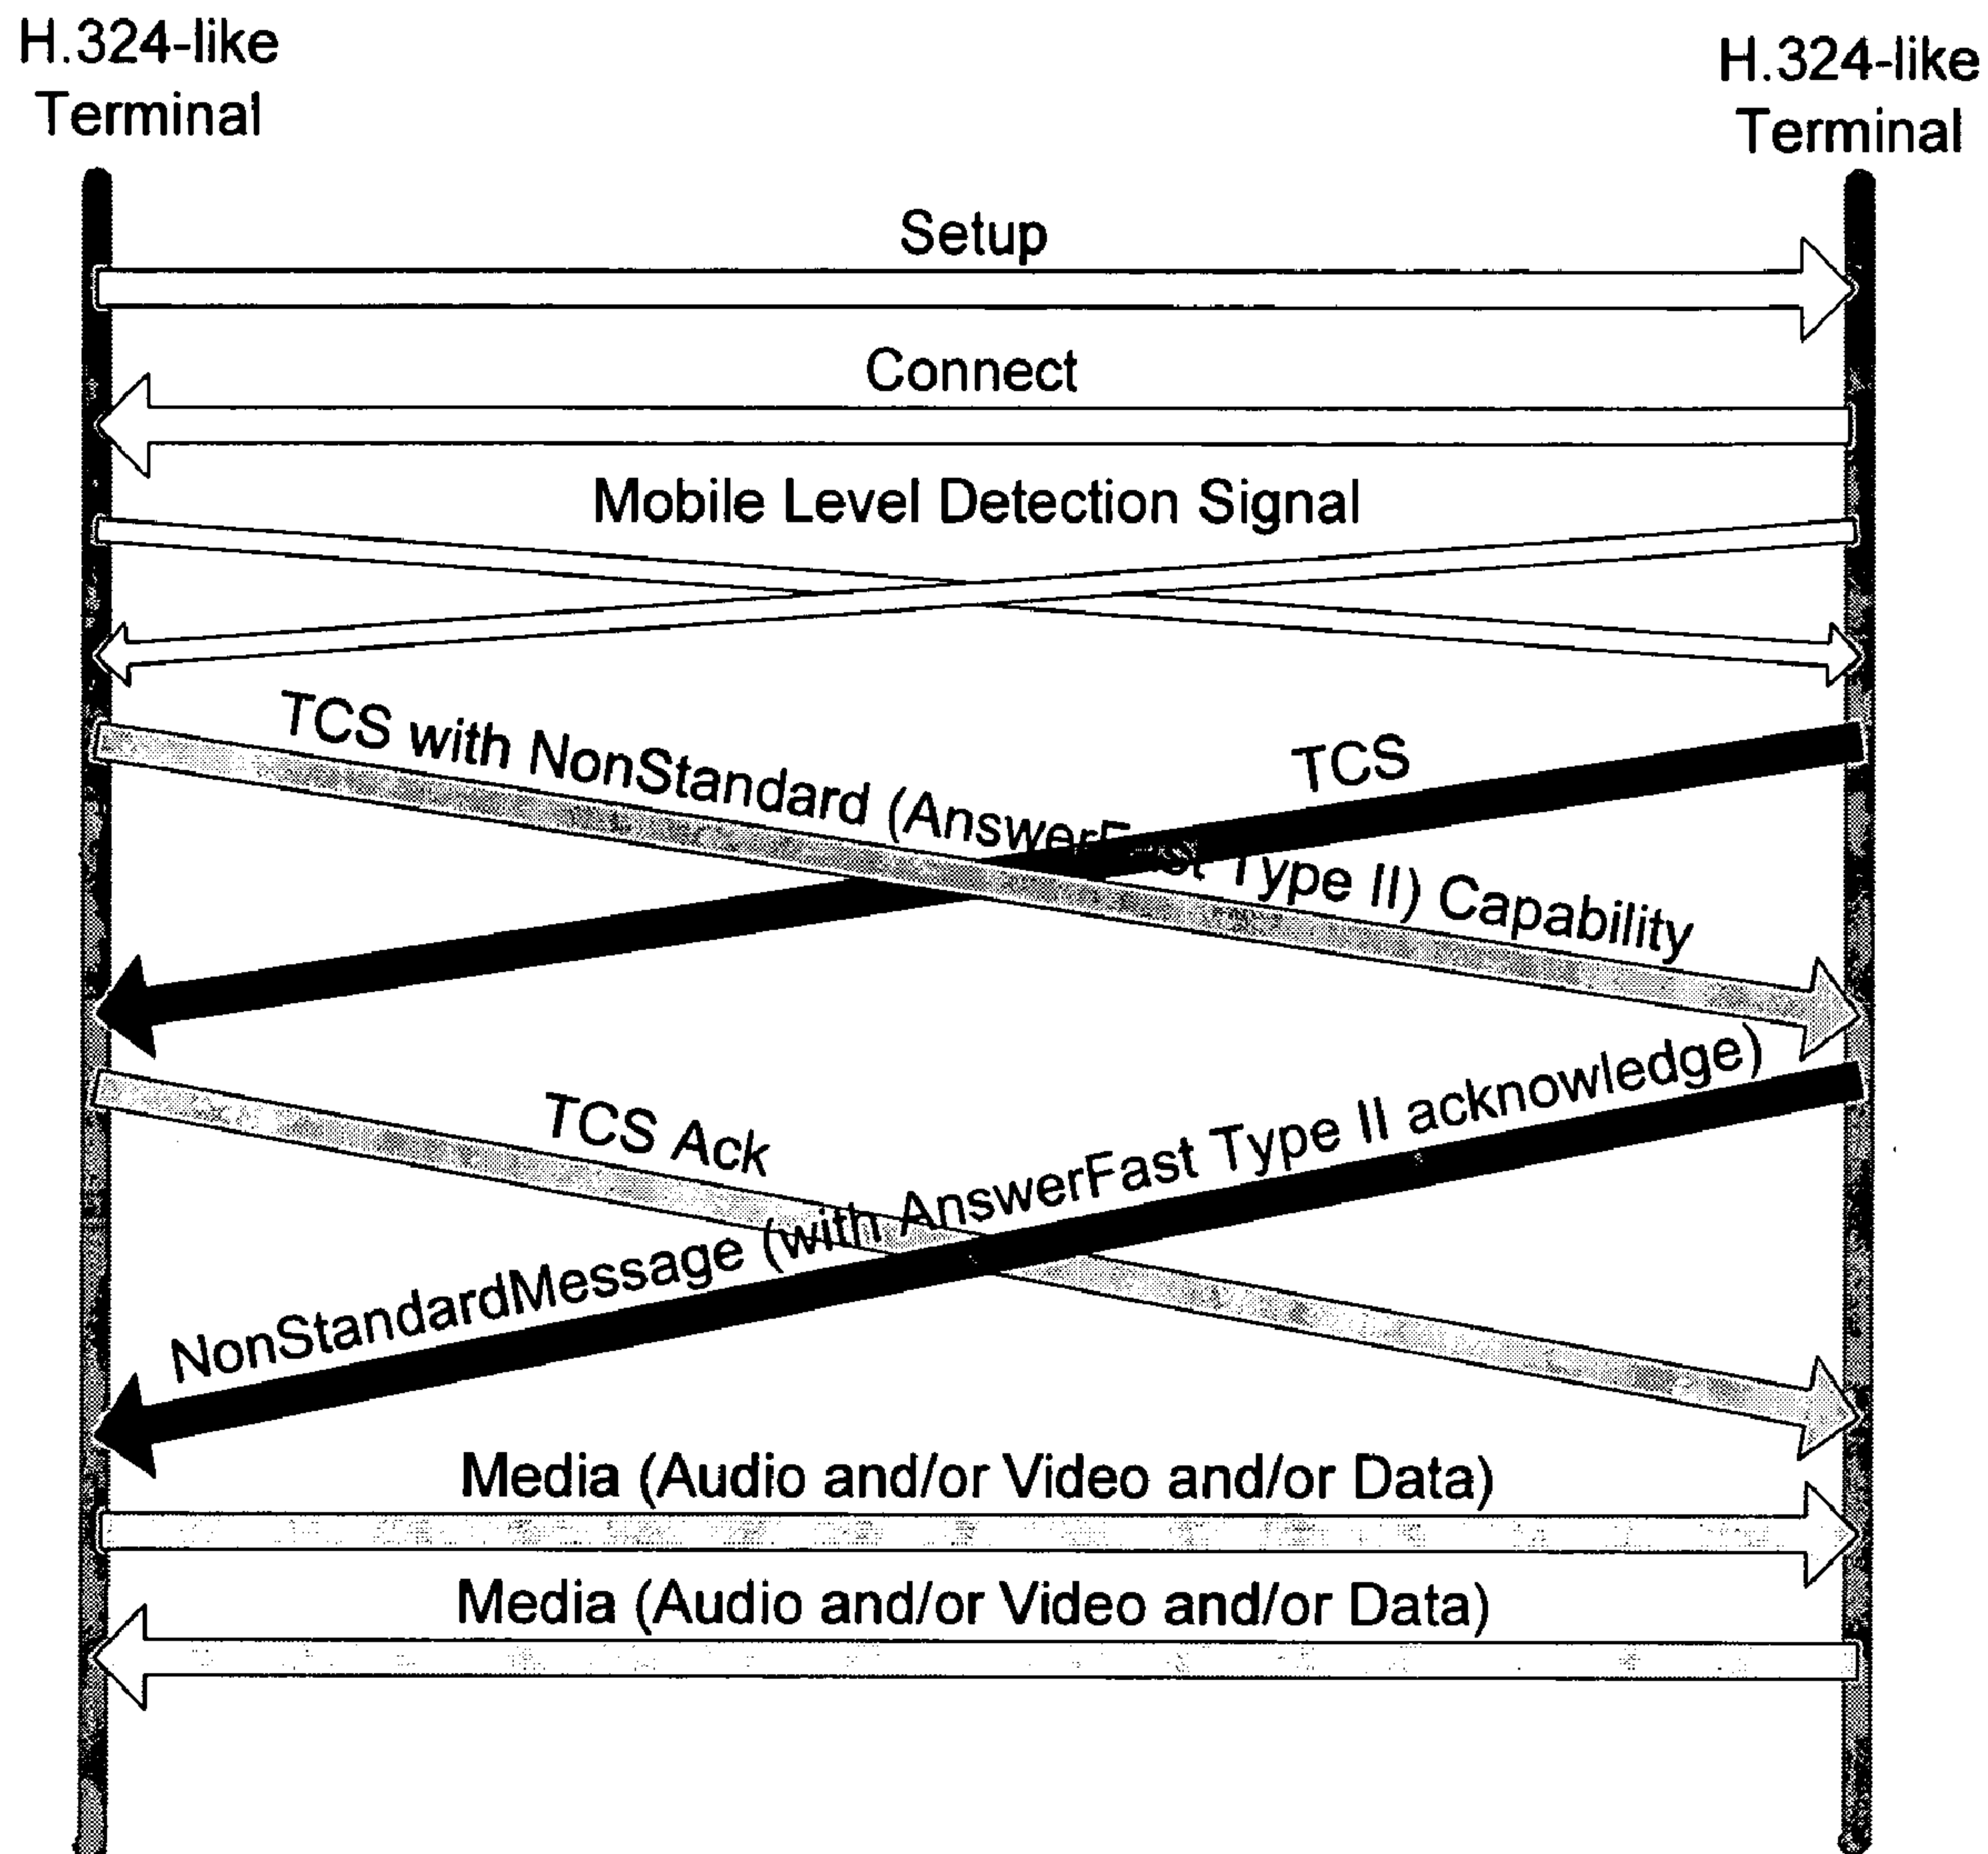 H.324-like
Terminal
H.324-like
Terminal
Setup
Connect
Mobile Level Detection Signal
TCS with NonStandard (AnswerFast Type II) Capability
TCS
TCS Ack
NonStandardMessage (with AnswerFast Type II acknowledge)
Media (Audio and/or Video and/or Data)
Media (Audio and/or Video and/or Data)